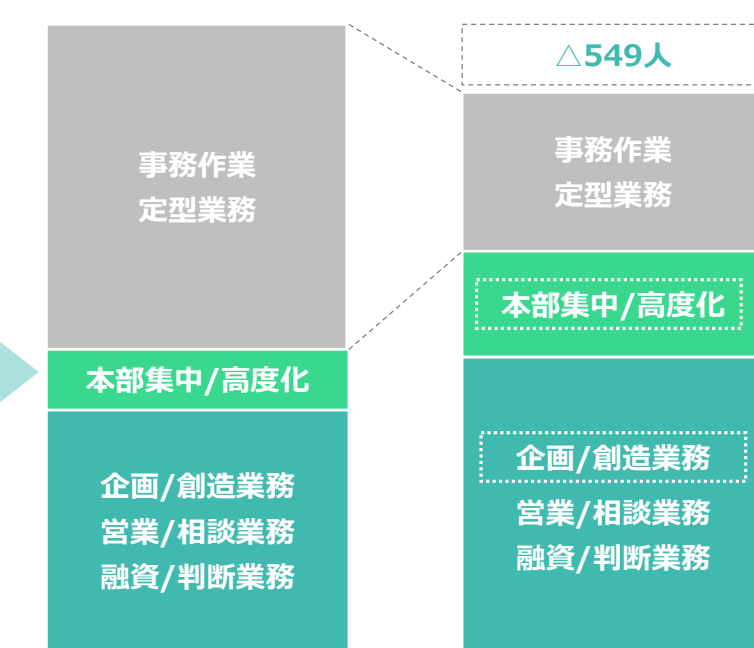 事務作業
定型業務
本部集中/高度化
企画/創造業務
営業/相談業務
融資/判断業務
△549人
事務作業
定型業務
本部集中/高度化
企画/創造業務
営業/相談業務
融資/判断業務